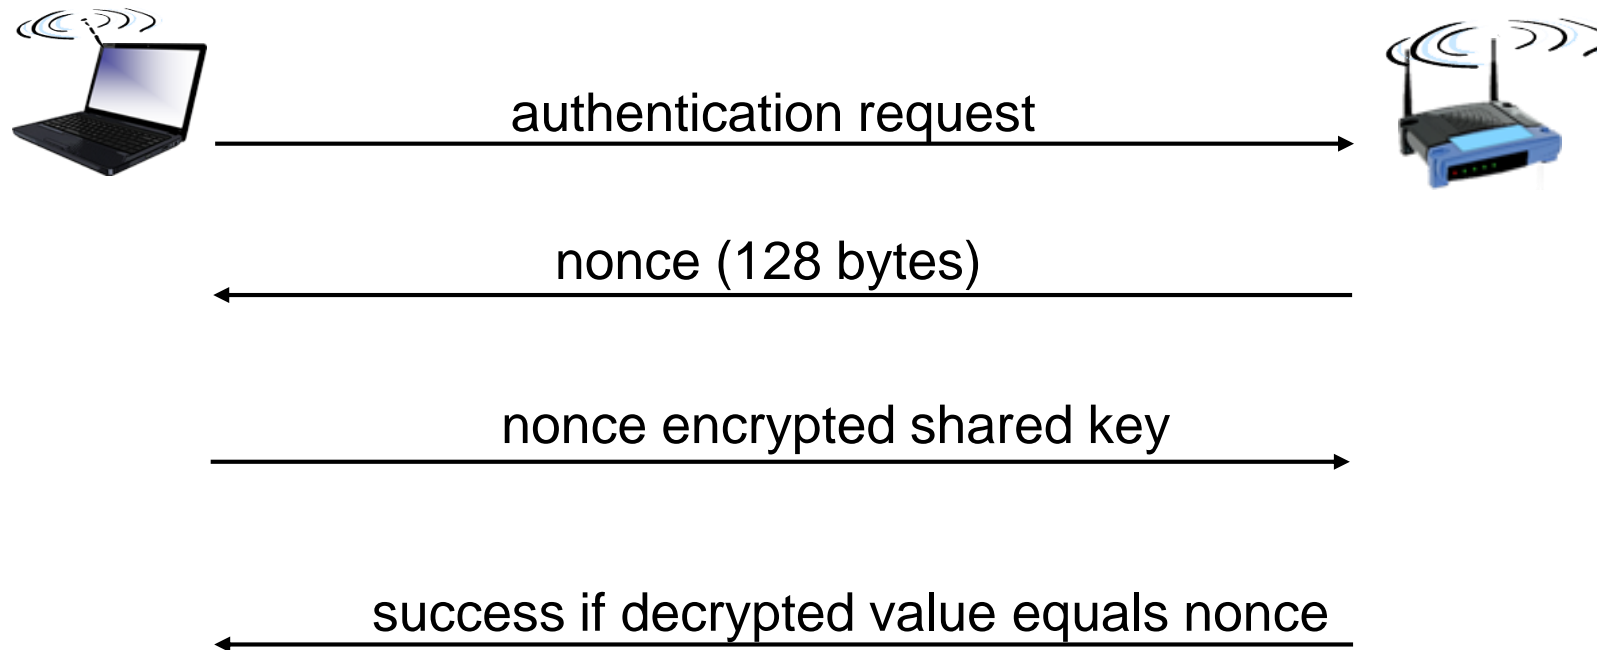 authentication request
nonce (128 bytes)
nonce encrypted shared key
success if decrypted value equals nonce